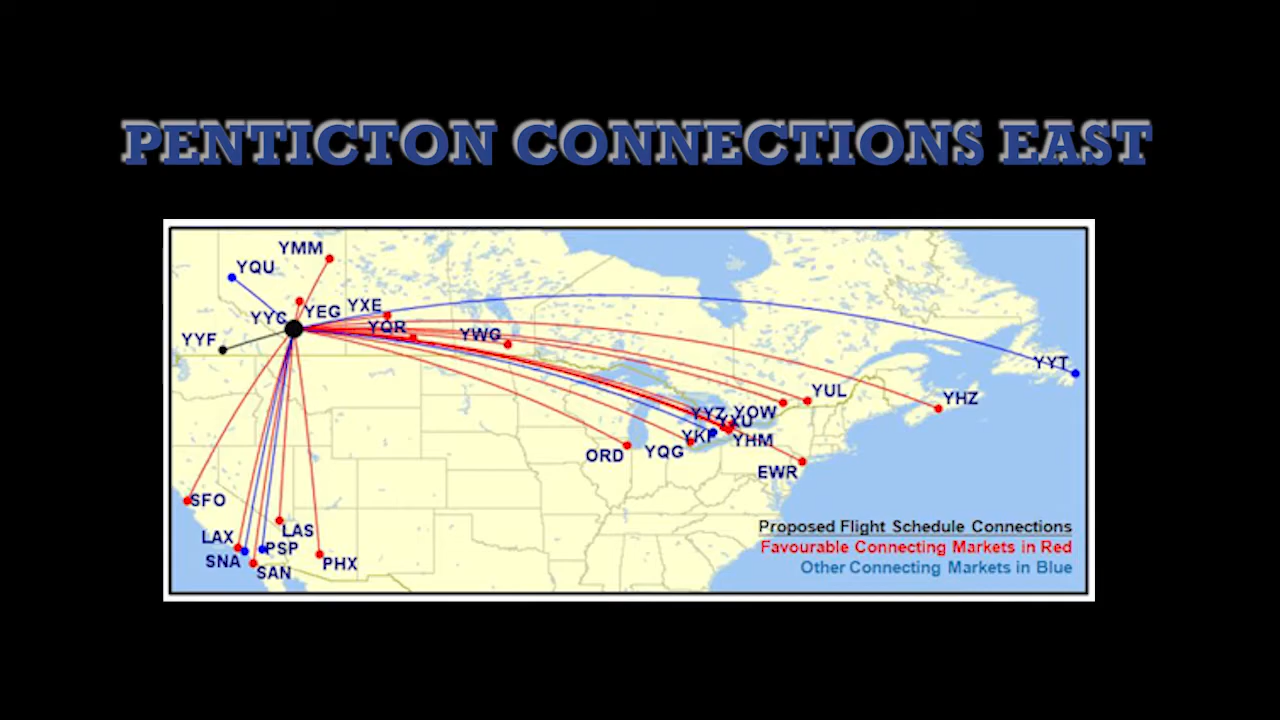 PENTICTON CONNECTIONS EAST
YMM
YQU
YEG
YXE
YYC
YQR
YWG
YYF
YYT
YUL
YHZ
YYZ
YOW
YXU
YKF
YHM
ORD
YQG
EWR
SFO
LAX
LAS
SNA
PSP
SAN
PHX
Proposed Flight Schedule Connections
Favourable Connecting Markets in Red
Other Connecting Markets in Blue